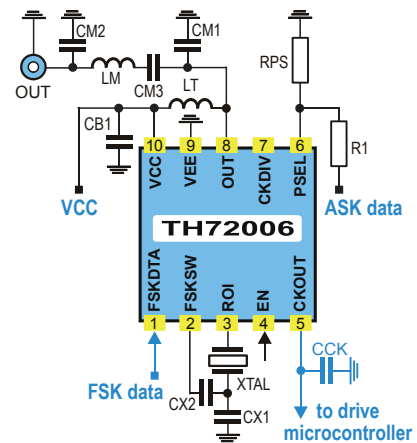 CM2
CM1
RPS
OUT
LM
CM3
LT
CB1
R1
10
9
8
7
6
VCC
VEE
OUT
CKDIV
PSEL
VCC
ASK data
TH72006
FSKDTA
FSKSW
ROI
EN
CKOUT
1
2
3
4
5
CCK
FSK data
XTAL
CX2
CX1
to drive
microcontroller